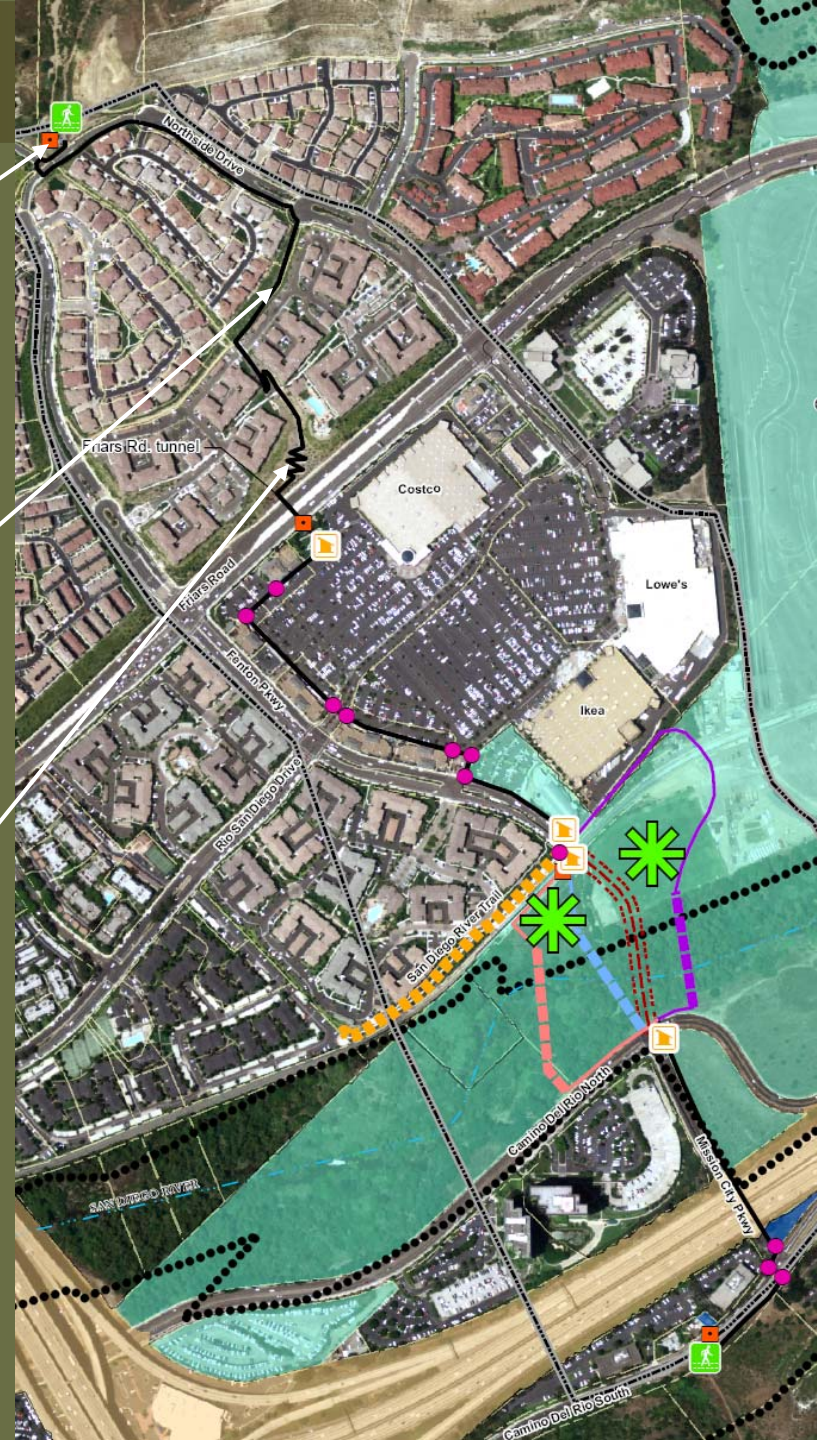 Northside Drive
Friars Rd. tunnel
Costco
Friars Road
Lowe's
Fenton Pkwy
Ikea
Rio San Diego Drive
San Diego River Trail
Camino Del Rio North
Mission City Pkwy
SAN DIEGO RIVER
Camino Del Rio South